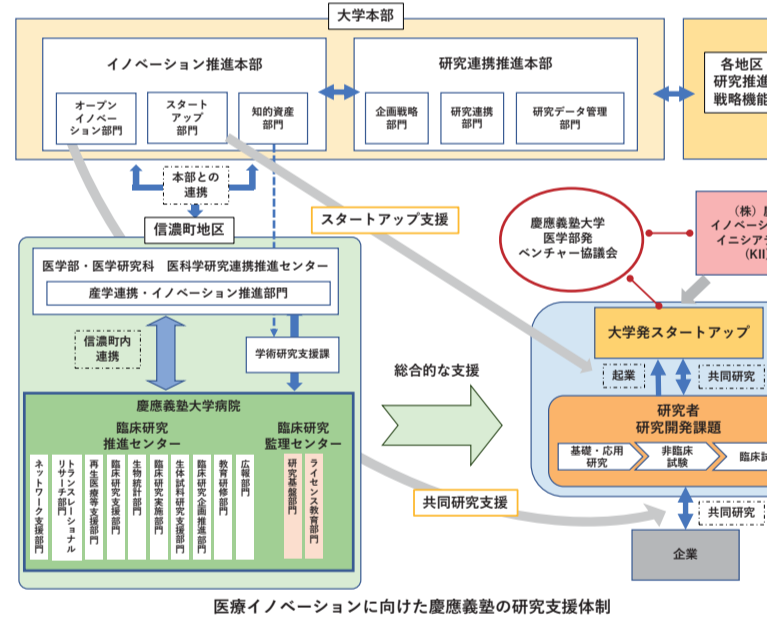 大学本部
イノベーション推進本部
オープン
イノベー
ション部門
スタート
アップ
部門
知的資産
部門
研究連携推進本部
企画戦略
部門
研究連携
部門
研究データ管理
部門
各地区
研究推進
戦略機能
本部との
連携
信濃町地区
医学部・医学研究科 医科学研究連携推進センター
産学連携・イノベーション推進部門
信濃町内
連携
学術研究支援課
慶應義塾大学病院
臨床研究
推進センター
ネットワーク支援部門
トランスレーショナル
リサーチ部門
再生医療等支援部門
臨床研究支援部門
生物統計部門
臨床研究実施部門
生体試料研究支援部門
臨床研究企画推進部門
教育研修部門
広報部門
臨床研究
監理センター
研究基盤部門
ライセンス教育部門
スタートアップ支援
総合的な支援
共同研究支援
慶應義塾大学
医学部発
ベンチャー協議会
（株）
イノベーシ
イニシア
(KII)
大学発スタートアップ
起業
共同研究
研究者
研究開発課題
基礎・応用
研究
非臨床
試験
臨床
共同研究
企業
医療イノベーションに向けた慶應義塾の研究支援体制